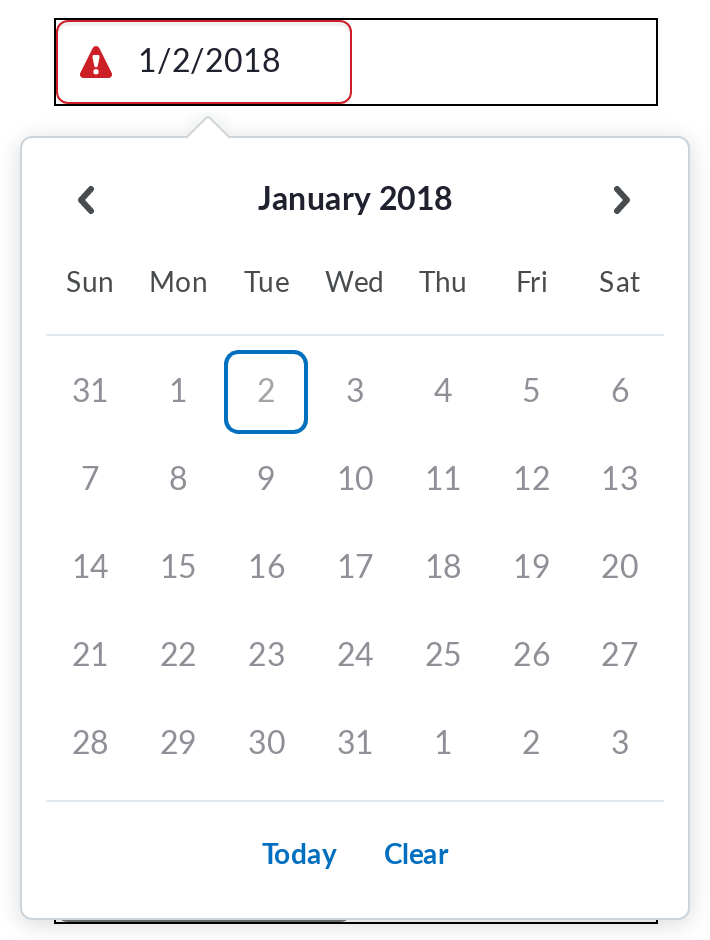 1/2/2018
January 2018
Sun Mon Tue Wed Thu Fri Sat
31 1 2 3 4 5 6
7 8 9 10 11 12 13
14 15 16 17 18 19 20
21 22 23 24 25 26 27
28 29 30 31 1 2 3
Today Clear